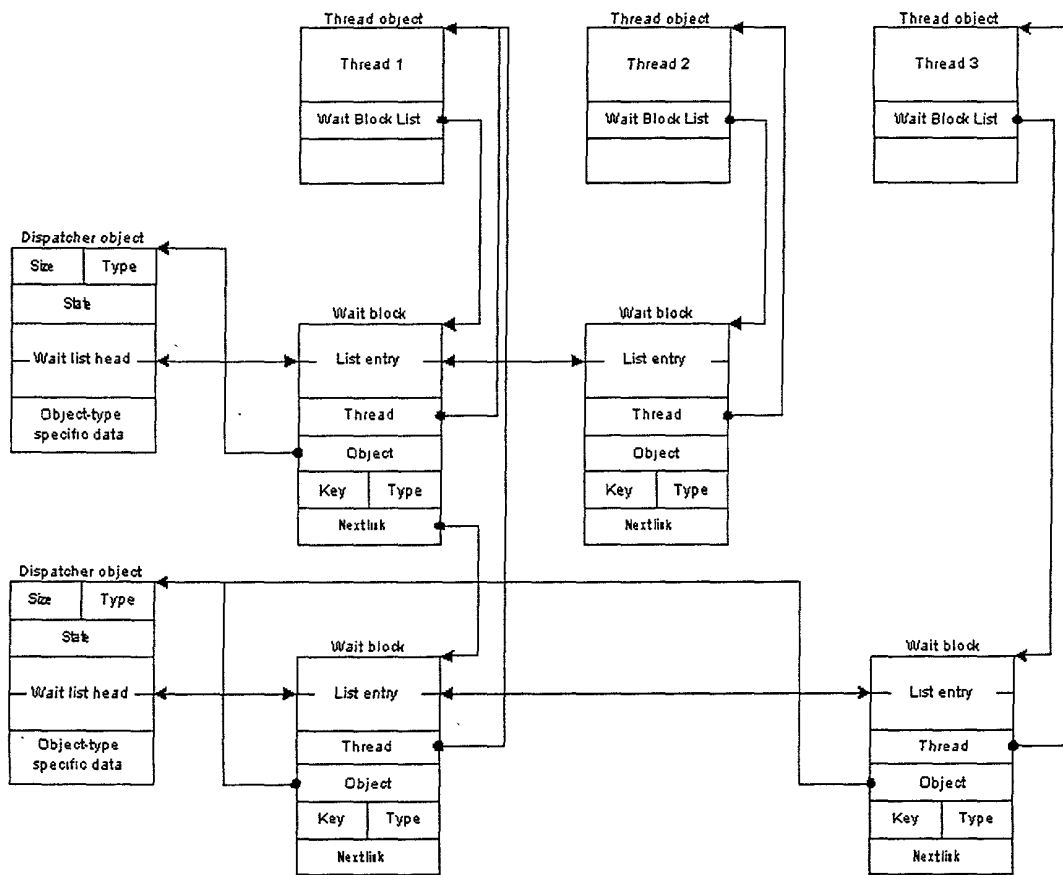 Thread object
Thread 1
Wait Block List
Thread object
Thread 2
Wait Block List
Thread object
Thread 3
Wait Block List
Dispatcher object
Size Type
State
Wait list head
Object-type
specific data
Wait block
List entry
Thread
Object
Key Type
Nextlink
Wait block
List entry
Thread
Object
Key Type
Nextlink
Dispatcher object
Size Type
State
Wait list head
Object-type
specific data
Wait block
List entry
Thread
Object
Key Type
Nextlink
Wait block
List entry
Thread
Object
Key Type
Nextlink